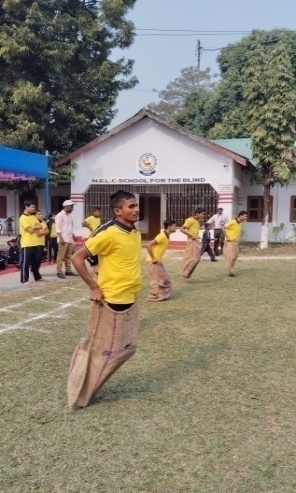 N.E.L.C SCHOOL FOR THE BLIND